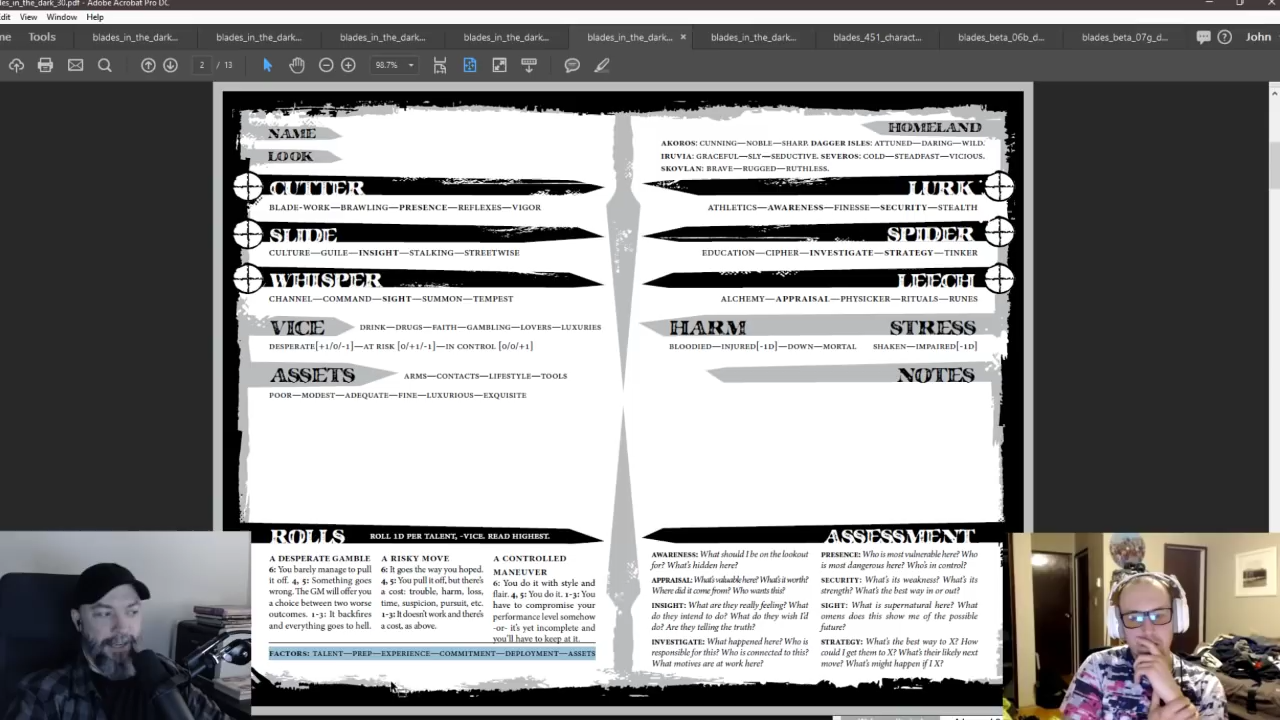 les_in_the_dark_30.pdf - Adobe Acrobat Pro DC
dit View Window Help
me Tools blades_in_the_dark... blades_in_the_dark... blades_in_the_dark... blades_in_the_dark... blades_in_the_dark... × blades_in_the_dark... blades_451_charact... blades_beta_06b_d... blades_beta_07g_d... John
2 / 13 98.7%
NAME
LOOK
CUTTER
BLADE-WORK—BRAWLING—PRESENCE—REFLEXES—VIGOR
SLIDE
CULTURE—GUILE—INSIGHT—STALKING—STREETWISE
WHISPER
CHANNEL—COMMAND—SIGHT—SUMMON—TEMPEST
VICE DRINK—DRUGS—FAITH—GAMBLING—LOVERS—LUXURIES
DESPERATE[+1/0/-1]—AT RISK [0/+1/-1]—IN CONTROL [0/0/+1]
ASSETS ARMS—CONTACTS—LIFESTYLE—TOOLS
POOR—MODEST—ADEQUATE—FINE—LUXURIOUS—EXQUISITE
HOMELAND
AKOROS: CUNNING—NOBLE—SHARP. DAGGER ISLES: ATTUNED—DARING—WILD.
IRUVIA: GRACEFUL—SLY—SEDUCTIVE. SEVEROS: COLD—STEADFAST—VICIOUS.
SKOVLAN: BRAVE—RUGGED—RUTHLESS.
LURK
ATHLETICS—AWARENESS—FINESSE—SECURITY—STEALTH
SPIDER
EDUCATION—CIPHER—INVESTIGATE—STRATEGY—TINKER
LEECH
ALCHEMY—APPRAISAL—PHYSICKER—RITUALS—RUNES
HARM STRESS
BLOODIED—INJURED[-1D]—DOWN—MORTAL SHAKEN—IMPAIRED[-1D]
NOTES
ROLLS ROLL 1D PER TALENT, -VICE. READ HIGHEST.
A DESPERATE GAMBLE
6: You barely manage to pull
it off. 4, 5: Something goes
wrong. The GM will offer you
a choice between two worse
outcomes. 1-3: It backfires
and everything goes to hell.
A RISKY MOVE
6: It goes the way you hoped.
4, 5: You pull it off, but there's
a cost: trouble, harm, loss,
time, suspicion, pursuit, etc.
1-3: It doesn't work and there's
a cost, as above.
A CONTROLLED
MANEUVER
6: You do it with style and
flair. 4, 5: You do it. 1-3: You
have to compromise your
performance level somehow
-or- it's yet incomplete and
you'll have to keep at it.
FACTORS: TALENT—PREP—EXPERIENCE—COMMITMENT—DEPLOYMENT—ASSETS
ASSESSMENT
AWARENESS: What should I be on the lookout
for? What's hidden here?
APPRAISAL: What's valuable here? What's it worth?
Where did it come from? Who wants this?
INSIGHT: What are they really feeling? What
do they intend to do? What do they wish I'd
do? Are they telling the truth?
INVESTIGATE: What happened here? Who is
responsible for this? Who is connected to this?
What motives are at work here?
PRESENCE: Who is most vulnerable here? Who
is most dangerous here? Who's in control?
SECURITY: What's its weakness? What's its
strength? What's the best way in or out?
SIGHT: What is supernatural here? What
omens does this show me of the possible
future?
STRATEGY: What's the best way to X? How
could I get them to X? What's their likely next
move? What's might happen if I X?